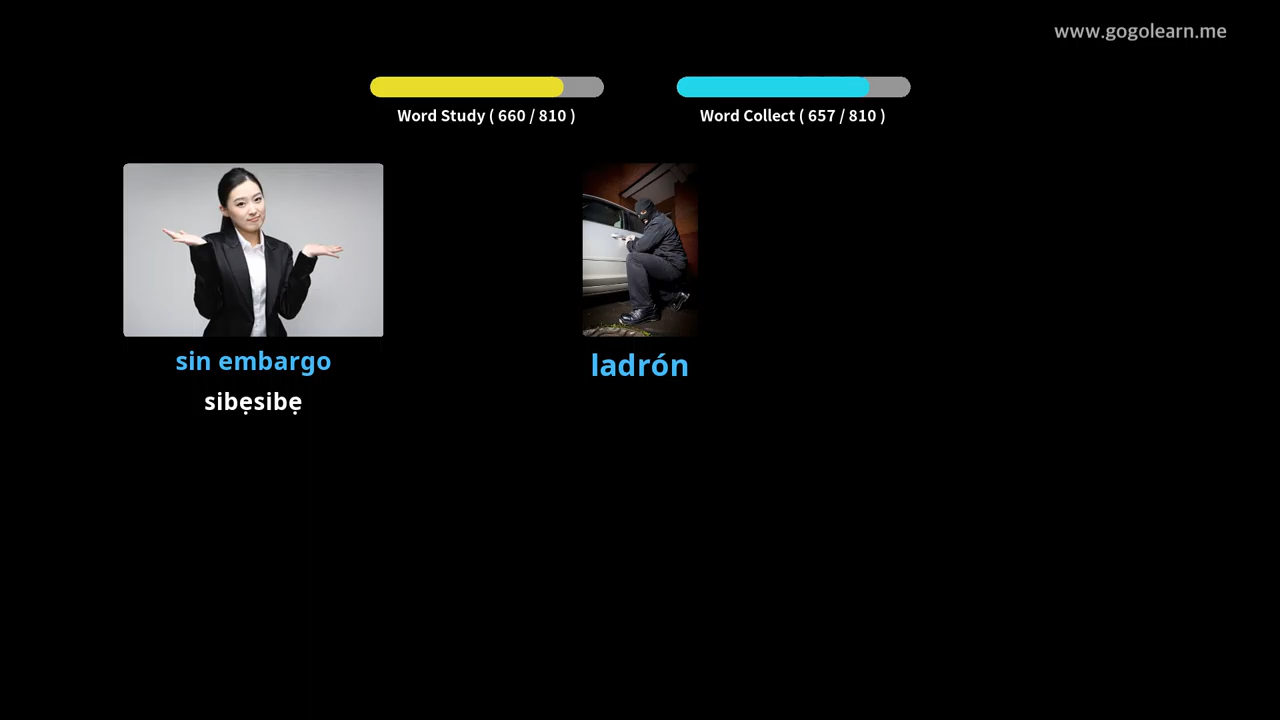 www.gogolearn.me
Word Study ( 660 / 810 )
Word Collect ( 657 / 810 )
sin embargo
sibẹsibẹ
ladrón